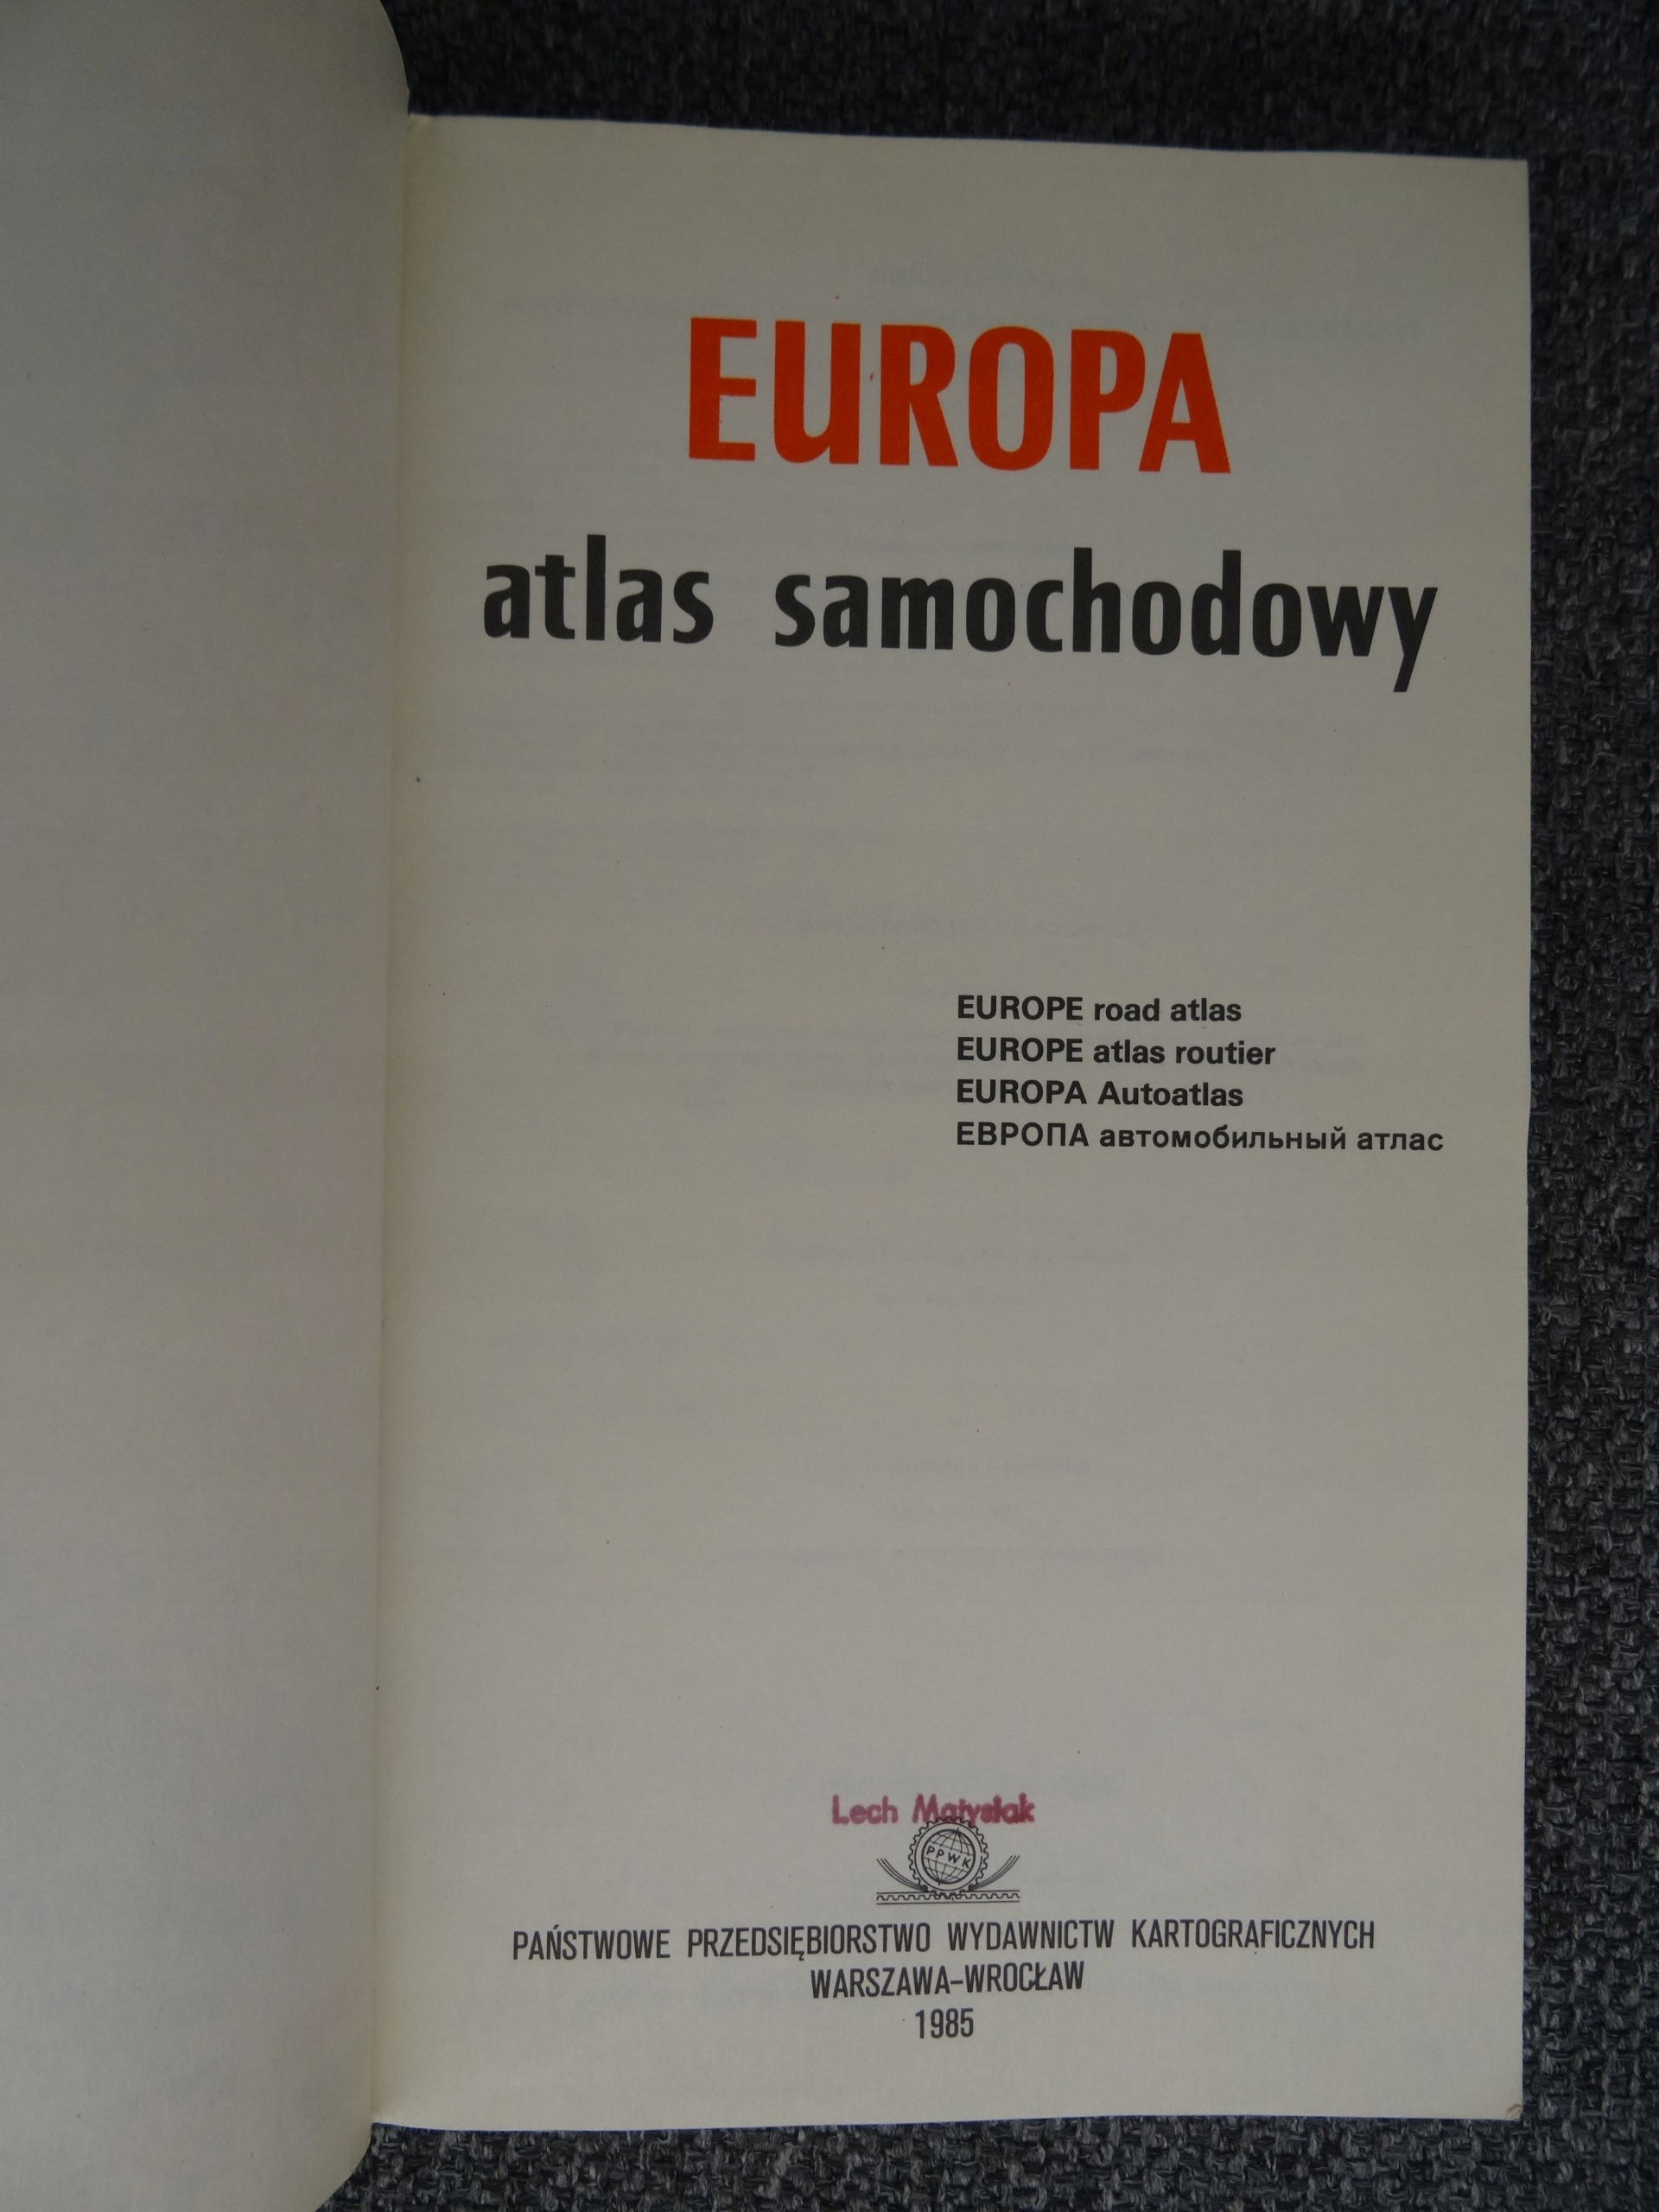 EUROPA
atlas samochodowy
EUROPE road atlas
EUROPE atlas routier
EUROPA Autoatlas
ЕВРОПА автомобильный атлас
Lech Matysiak
PPWK
PAŃSTWOWE PRZEDSIĘBIORSTWO WYDAWNICTW KARTOGRAFICZNYCH
WARSZAWA-WROCŁAW
1985